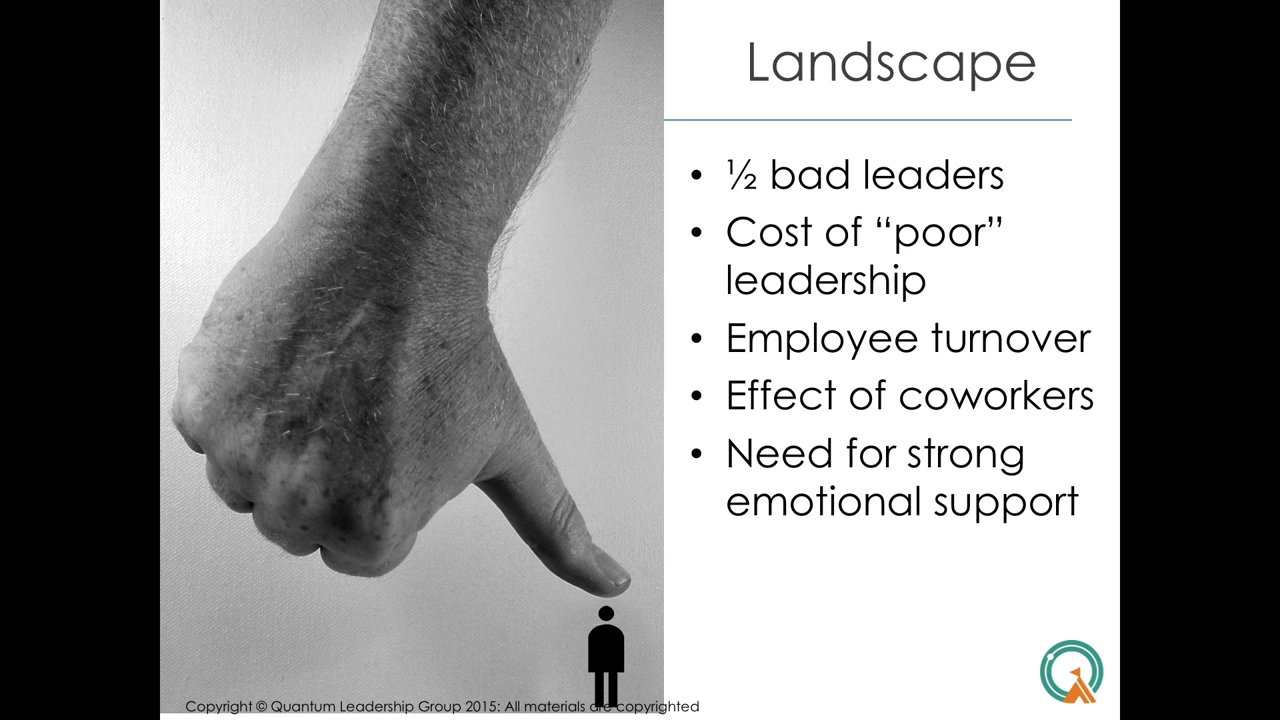 Landscape
• ½ bad leaders
• Cost of “poor”
leadership
• Employee turnover
• Effect of coworkers
• Need for strong
emotional support
Copyright © Quantum Leadership Group 2015: All materials are copyrighted